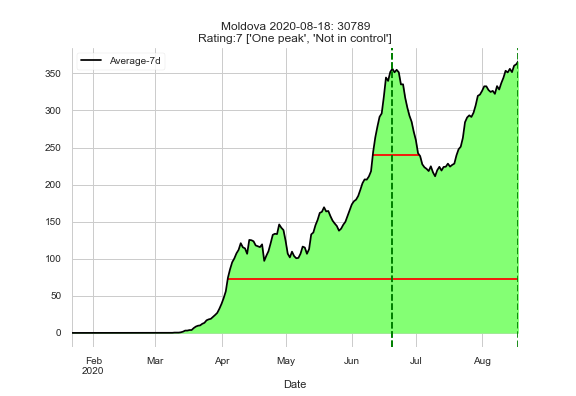 Moldova 2020-08-18: 30789
Rating:7 ['One peak', 'Not in control']
Average-7d
350
300
250
200
150
100
50
0
Feb
2020
Mar
Apr
May
Jun
Jul
Aug
Date